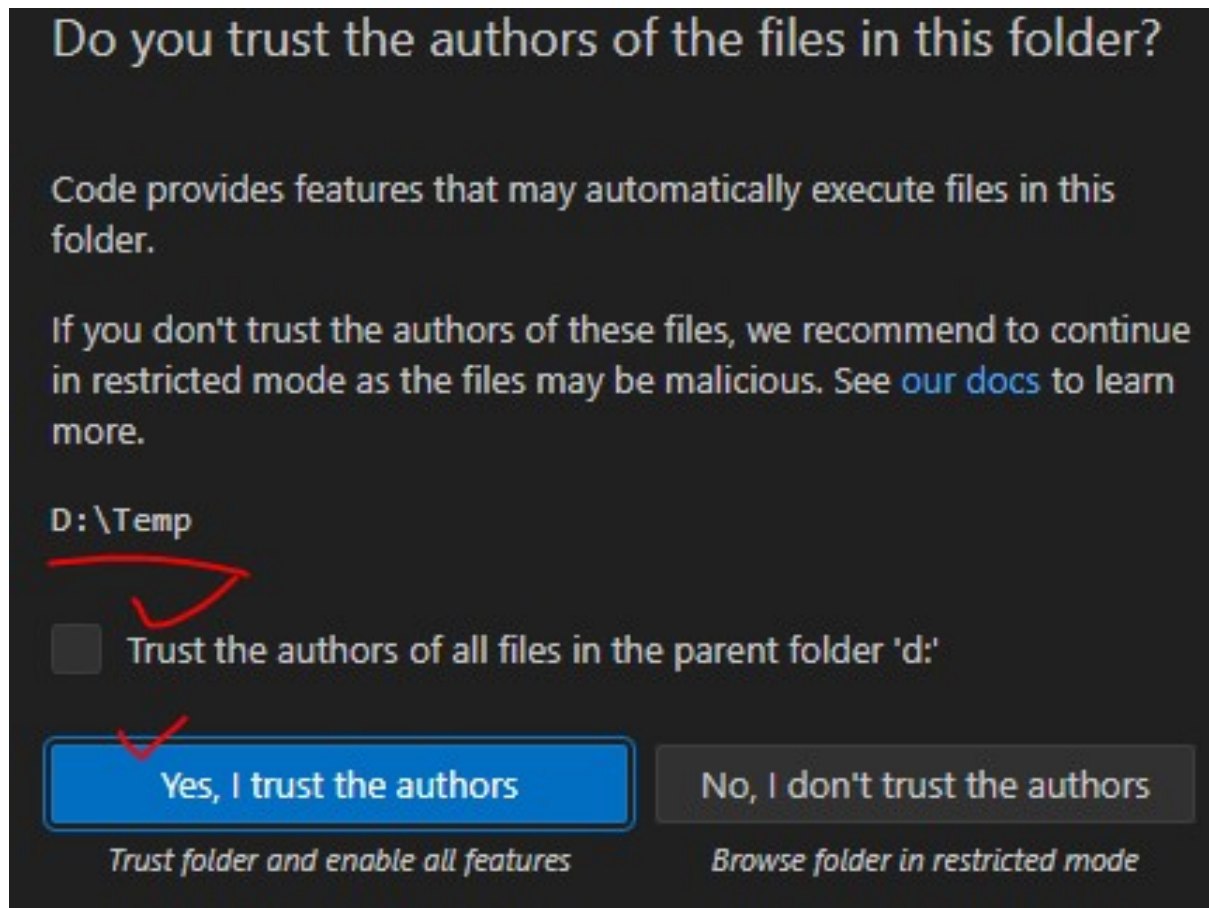 Do you trust the authors of the files in this folder?
Code provides features that may automatically execute files in this
folder.
If you don't trust the authors of these files, we recommend to continue
in restricted mode as the files may be malicious. See our docs to learn
more.
D:\Temp
Trust the authors of all files in the parent folder 'd:'
Yes, I trust the authors
No, I don't trust the authors
Trust folder and enable all features
Browse folder in restricted mode